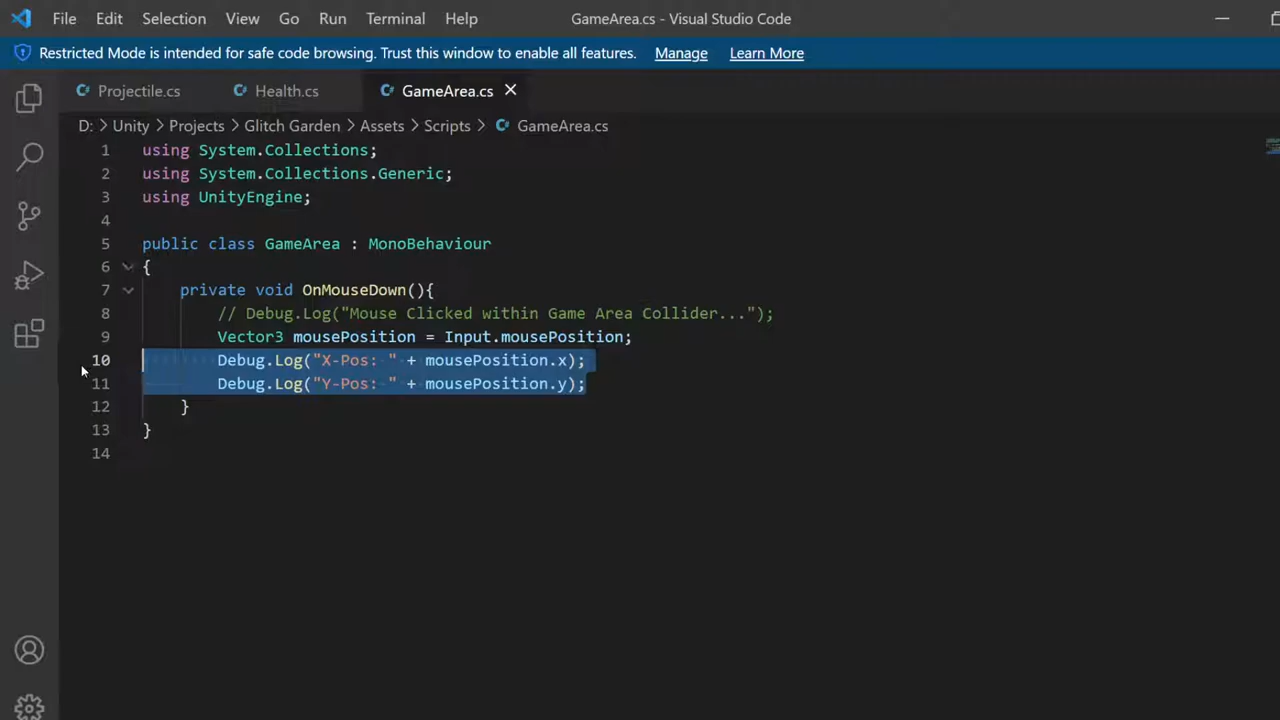 File Edit Selection View Go Run Terminal Help GameArea.cs - Visual Studio Code
Restricted Mode is intended for safe code browsing. Trust this window to enable all features. Manage Learn More
Projectile.cs Health.cs GameArea.cs
D: > Unity > Projects > Glitch Garden > Assets > Scripts > GameArea.cs
1 using System.Collections;
2 using System.Collections.Generic;
3 using UnityEngine;
4
5 public class GameArea : MonoBehaviour
6 {
7 private void OnMouseDown(){
8 // Debug.Log("Mouse Clicked within Game Area Collider...");
9 Vector3 mousePosition = Input.mousePosition;
10 Debug.Log("X-Pos: " + mousePosition.x);
11 Debug.Log("Y-Pos: " + mousePosition.y);
12 }
13 }
14